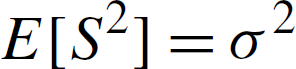 E[S²] = σ²